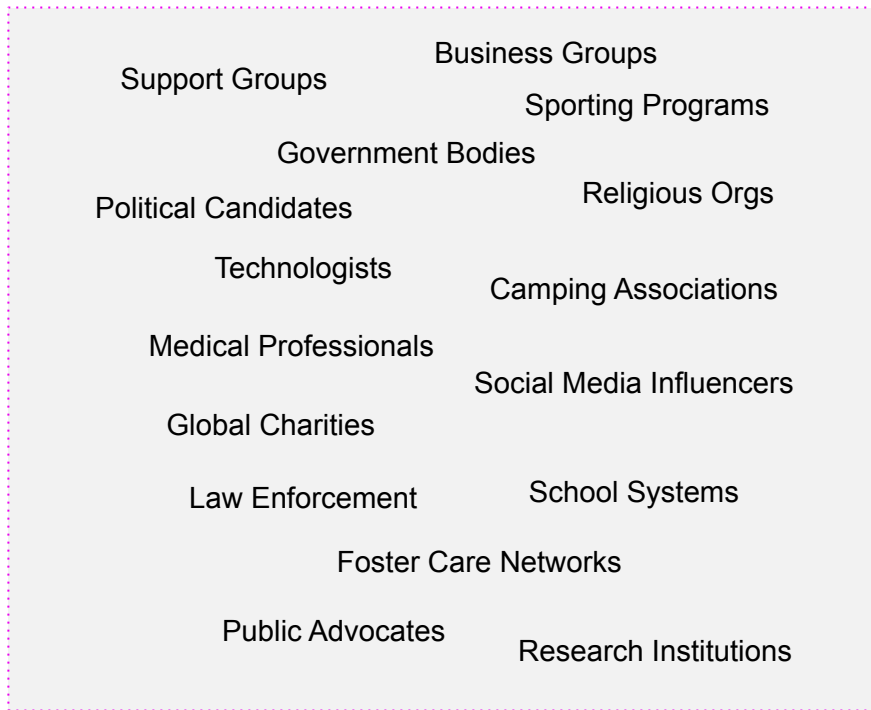 Business Groups
Support Groups
Sporting Programs
Government Bodies
Religious Orgs
Political Candidates
Technologists
Camping Associations
Medical Professionals
Social Media Influencers
Global Charities
School Systems
Law Enforcement
Foster Care Networks
Public Advocates
Research Institutions